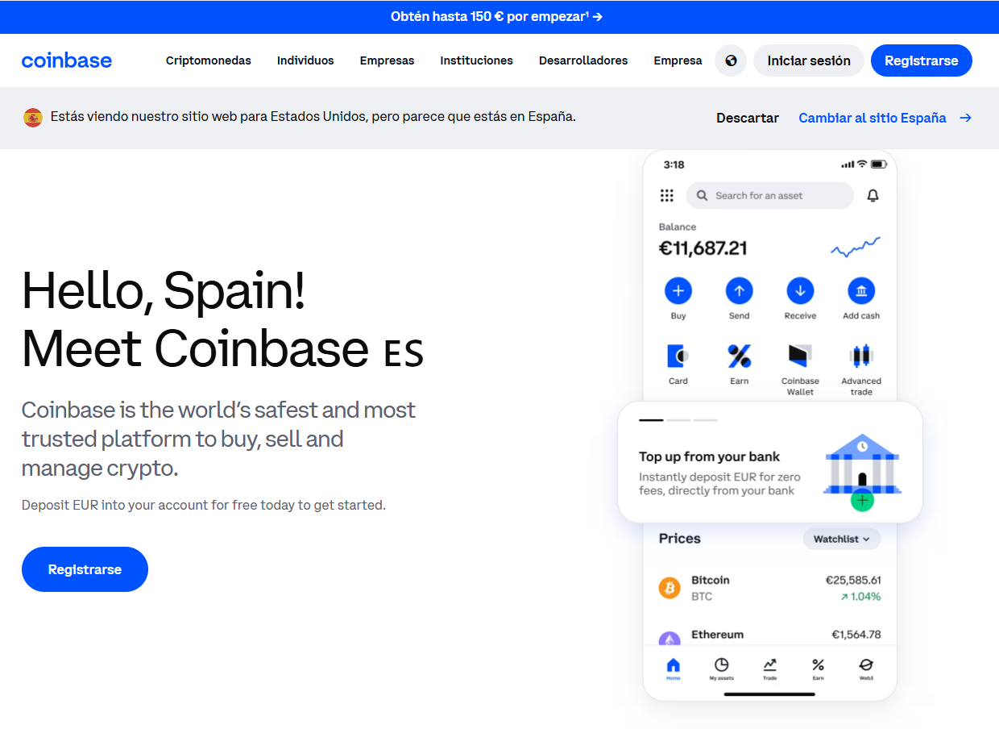 Obtén hasta 150 € por empezar¹ →
coinbase
Criptomonedas Individuos Empresas Instituciones Desarrolladores Empresa Iniciar sesión Registrarse
Estás viendo nuestro sitio web para Estados Unidos, pero parece que estás en España. Descartar Cambiar al sitio España →
Hello, Spain!
Meet Coinbase ᴇꜱ
Coinbase is the world’s safest and most
trusted platform to buy, sell and
manage crypto.
Deposit EUR into your account for free today to get started.
Registrarse
3:18
Search for an asset
Balance
€11,687.21
Buy Send Receive Add cash
Card Earn Coinbase Advanced
Wallet trade
Top up from your bank
Instantly deposit EUR for zero
fees, directly from your bank
Prices Watchlist
Bitcoin €25,585.61
BTC ↗ 1.04%
Ethereum €1,564.78
Home My assets Trade Earn Web3